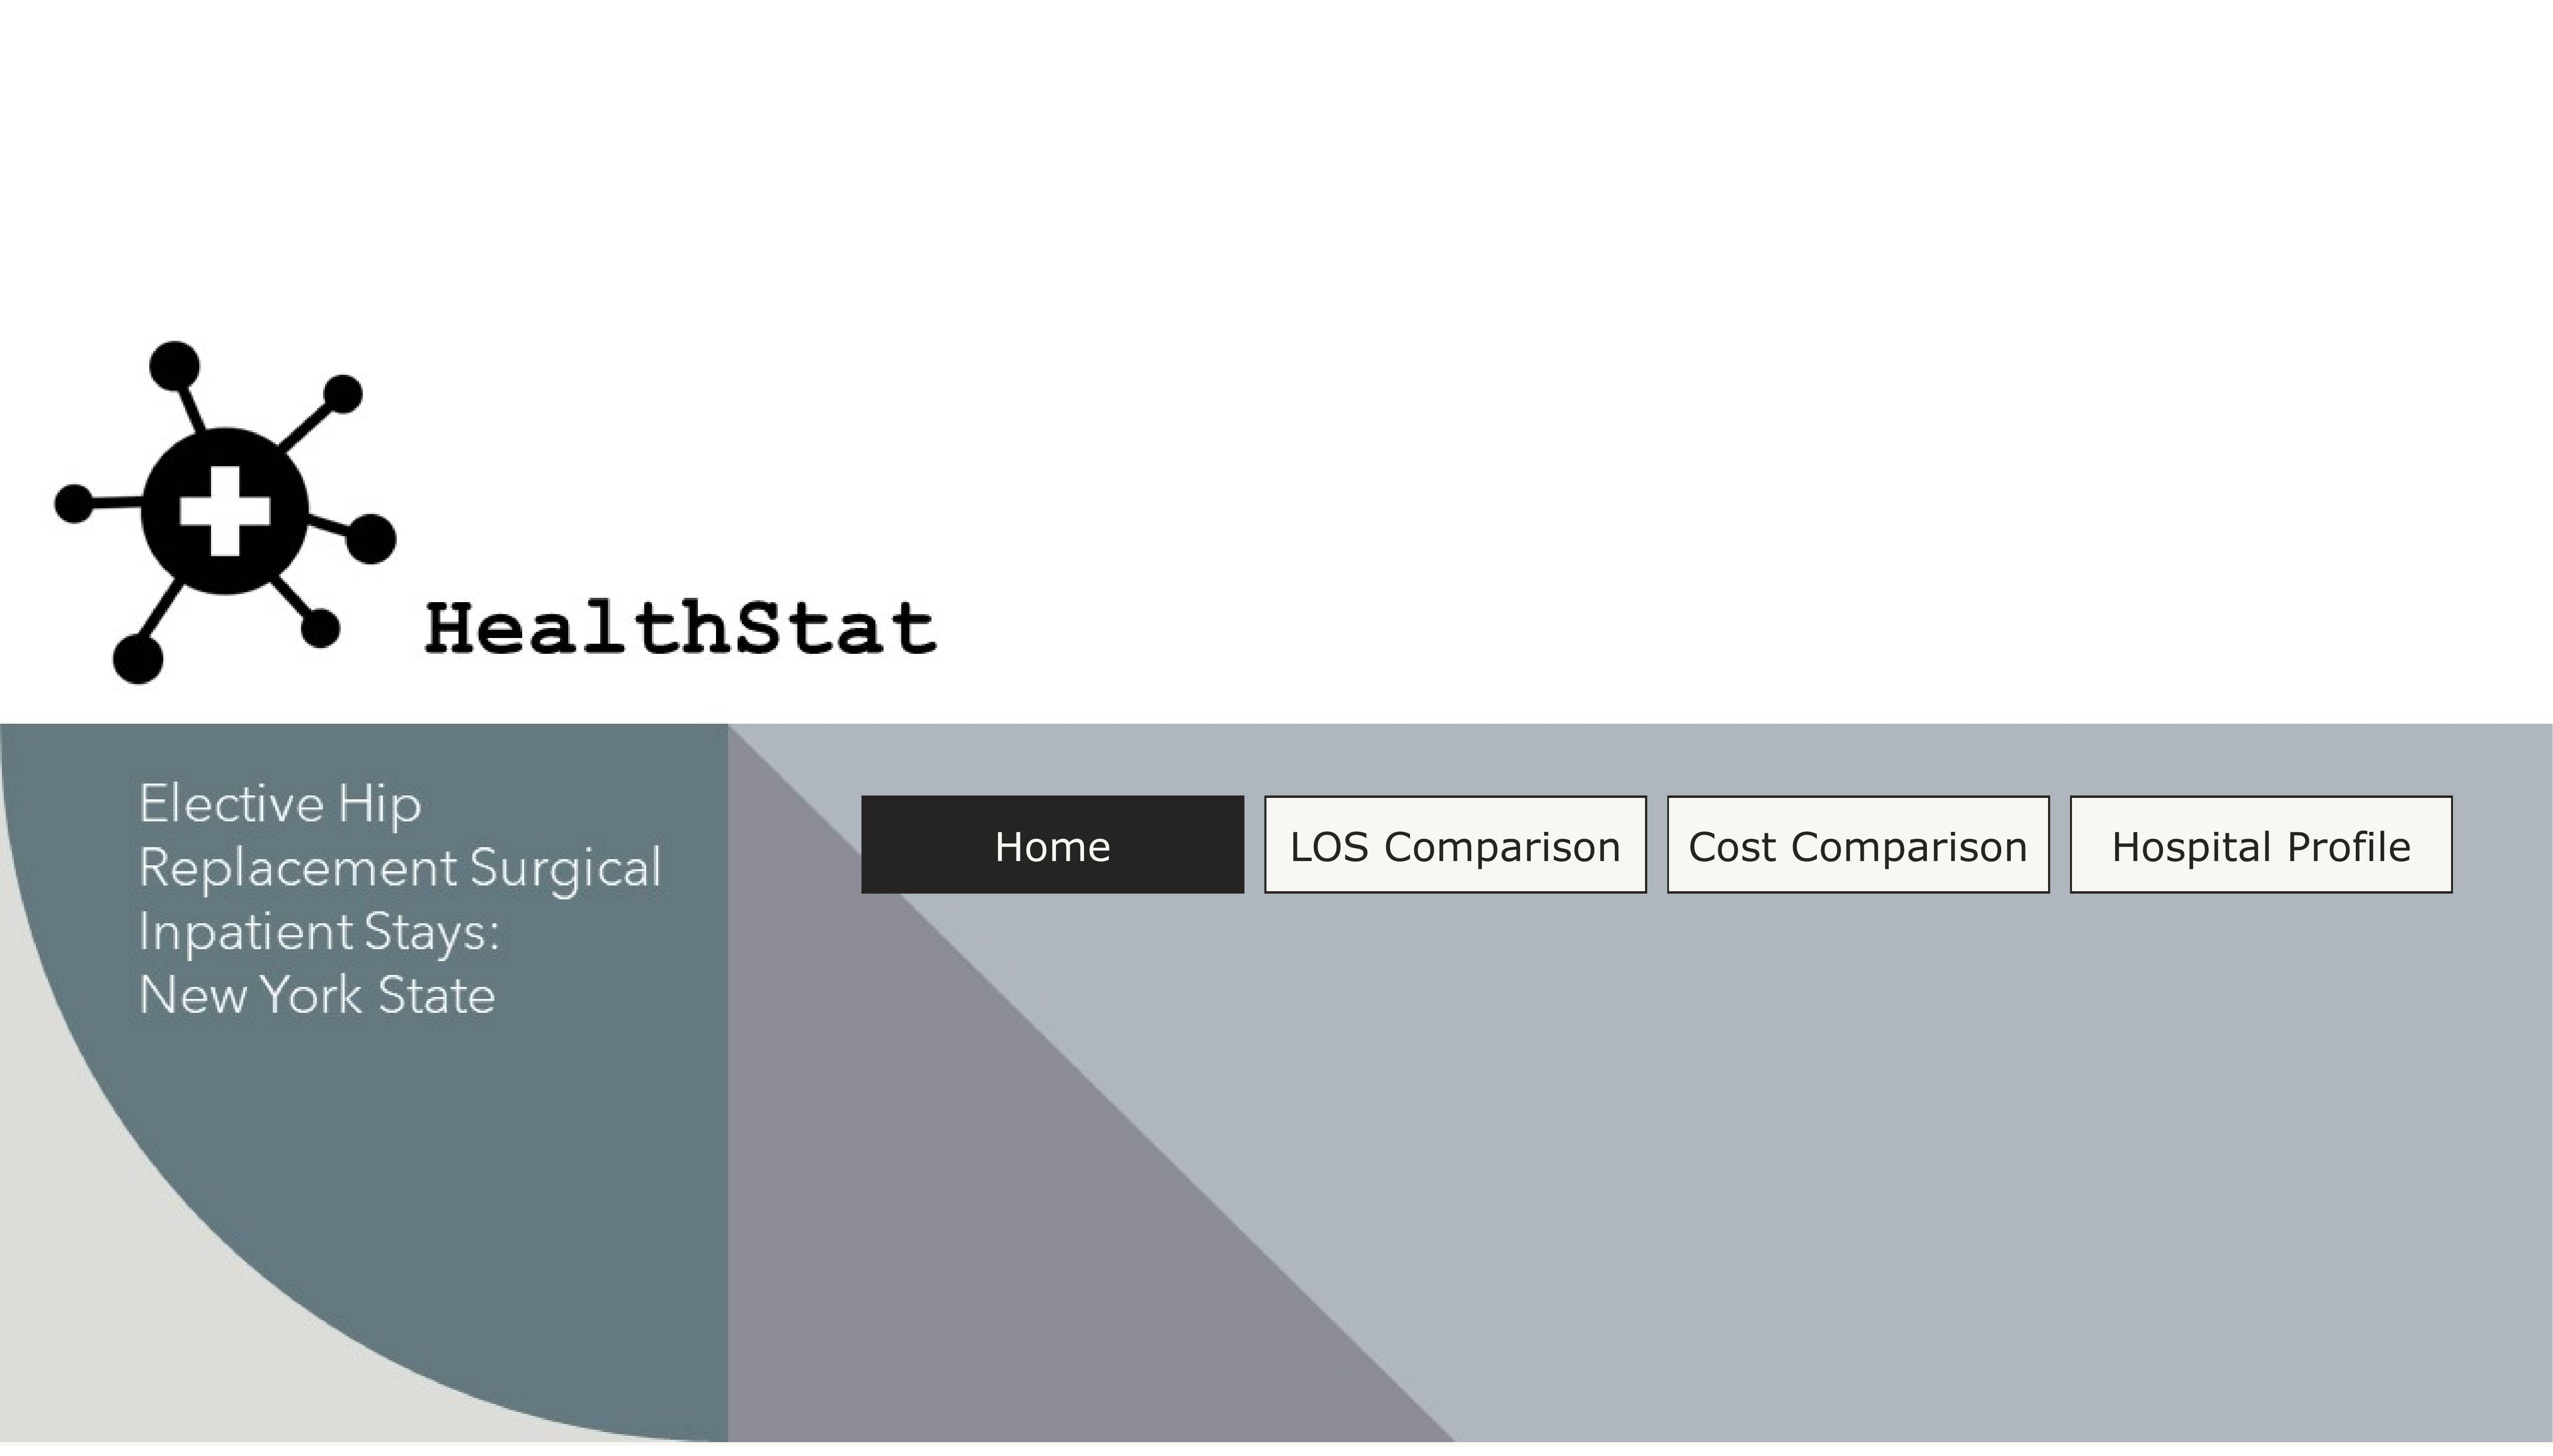 HealthStat
Elective Hip
Replacement Surgical
Inpatient Stays:
New York State
Home
LOS Comparison
Cost Comparison
Hospital Profile